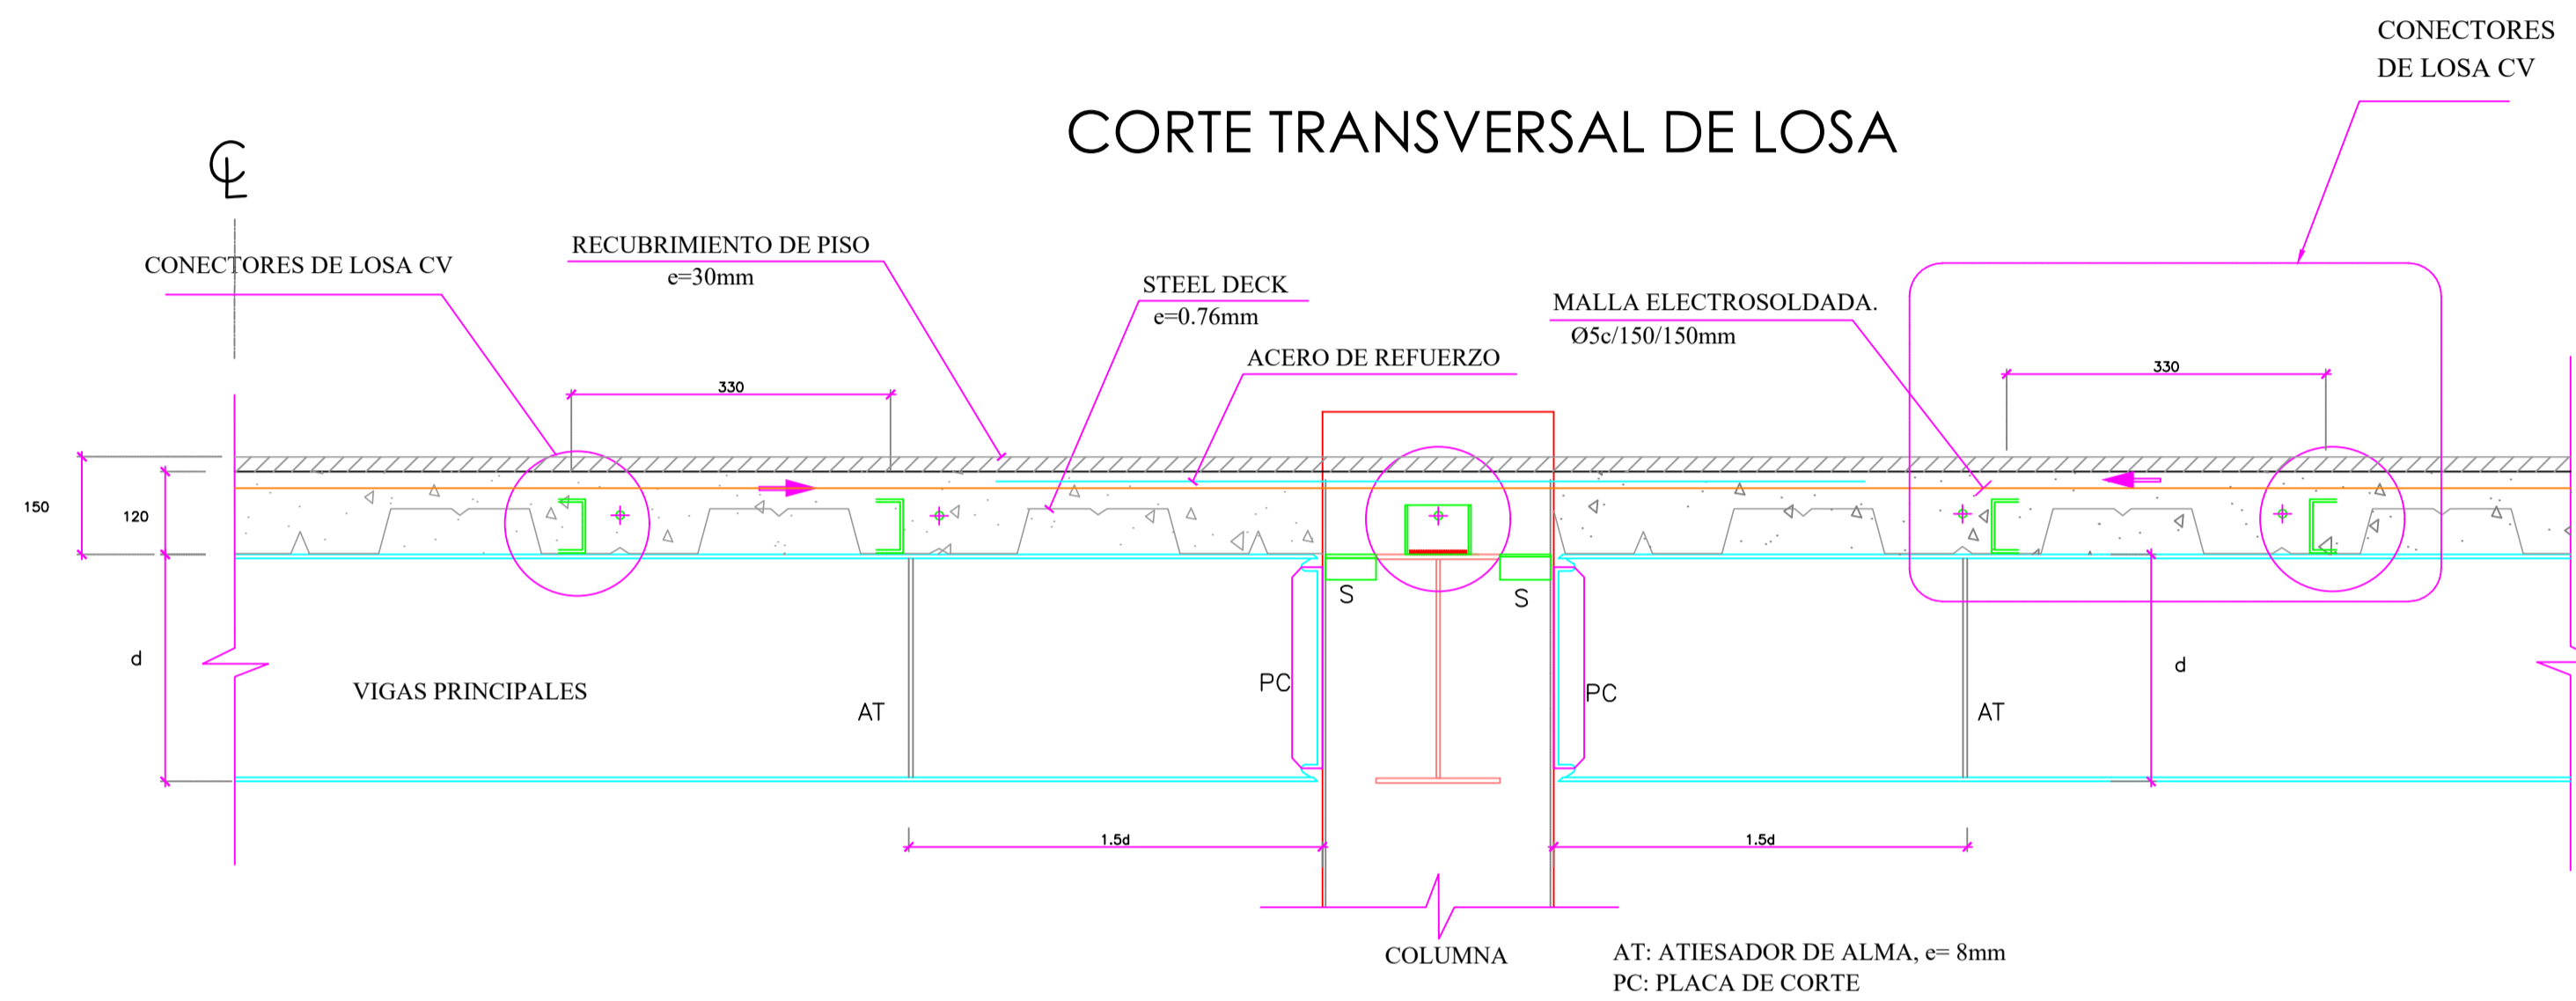 CONECTORES
DE LOSA CV
CORTE TRANSVERSAL DE LOSA
CL
CONECTORES DE LOSA CV
RECUBRIMIENTO DE PISO
e=30mm
STEEL DECK
e=0.76mm
MALLA ELECTROSOLDADA.
Ø5c/150/150mm
ACERO DE REFUERZO
330
330
150
120
S
S
d
d
VIGAS PRINCIPALES
PC
PC
AT
AT
1.5d
1.5d
COLUMNA
AT: ATIESADOR DE ALMA, e= 8mm
PC: PLACA DE CORTE